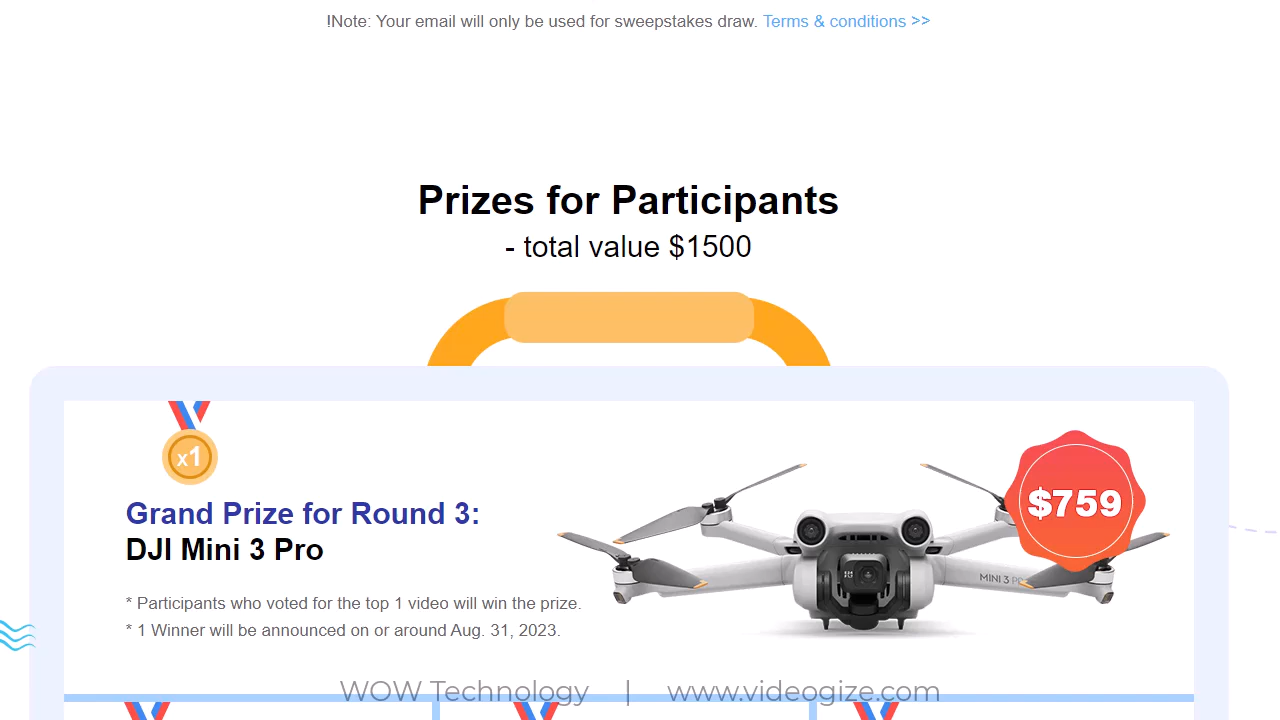 !Note: Your email will only be used for sweepstakes draw. Terms & conditions >>
Prizes for Participants
- total value $1500
x1
$759
Grand Prize for Round 3:
DJI Mini 3 Pro
MINI 3
* Participants who voted for the top 1 video will win the prize.
* 1 Winner will be announced on or around Aug. 31, 2023.
WOW Technology | www.videogize.com